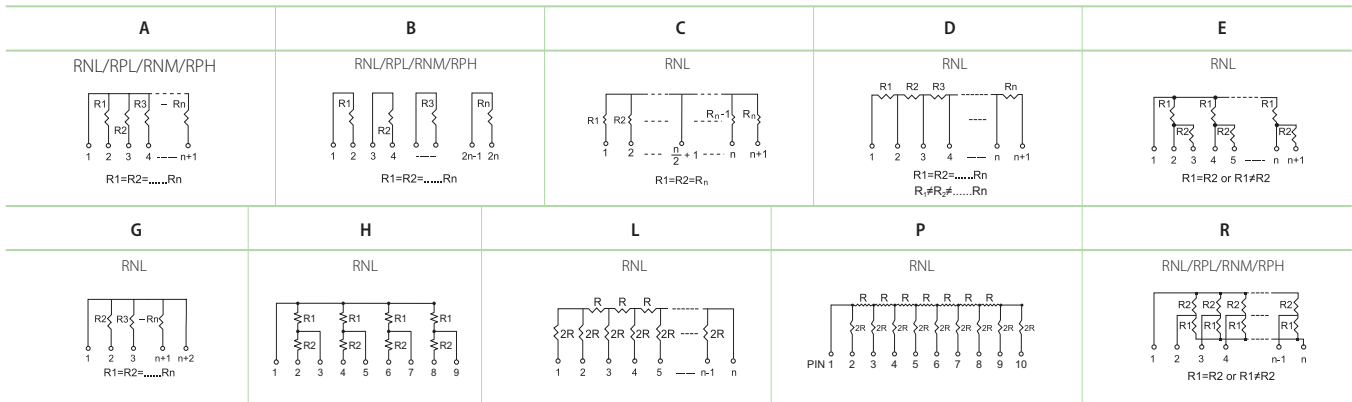 A B C D E
RNL/RPL/RNM/RPH RNL/RPL/RNM/RPH RNL RNL RNL
R1 R3 – Rn
R2
1 2 3 4 ---- n+1
R1=R2=......Rn
R1 R3 Rn
R2
1 2 3 4 ---- 2n-1 2n
R1 R2 Rn-1 Rn
1 2 ---- n/2 + 1 ---- n n+1
R1=R2=Rn
R1 R2 R3 Rn
1 2 3 4 ---- n n+1
R1=R2=......Rn
R1≠R2≠......Rn
R1 R1 R1
R2 R2 R2
1 2 3 4 5 ---- n n+1
R1=R2 or R1≠R2
G H L P R
RNL RNL RNL RNL RNL/RPL/RNM/RPH
R2 R3 –Rn
1 2 3 n+1 n+2
R1=R2=......Rn
R1 R1 R1 R1
R2 R2 R2 R2
1 2 3 4 5 6 7 8 9
R R R
2R 2R 2R 2R 2R 2R
1 2 3 4 5 ---- n-1 n
R R R R R R R
2R 2R 2R 2R 2R 2R 2R 2R 2R
PIN 1 2 3 4 5 6 7 8 9 10
R2 R2 R2 R2
R1 R1 R1 R1
1 2 3 4 n-1 n
R1=R2 or R1≠R2